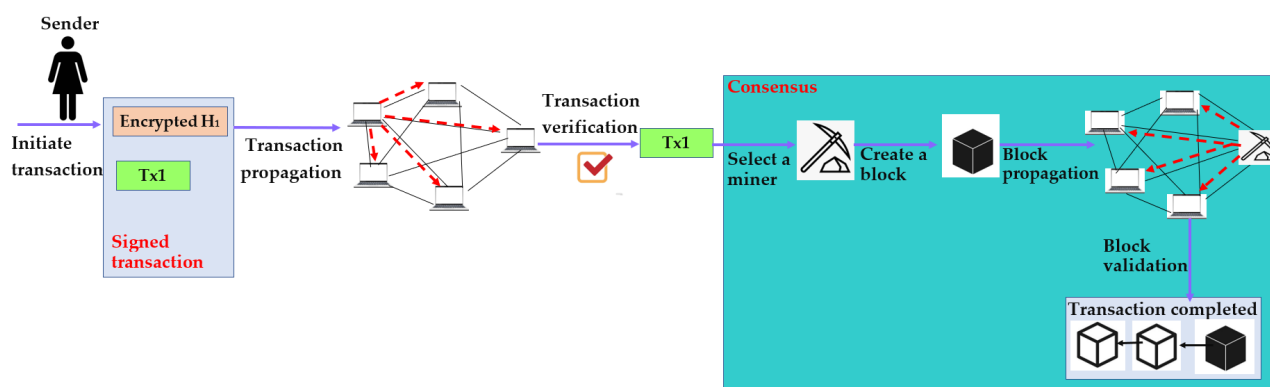 Sender
Initiate
transaction
Encrypted H₁
Tx1
Signed
transaction
Transaction
propagation
Transaction
verification
Tx1
Consensus
Select a
miner
Create a
block
Block
propagation
Block
validation
Transaction completed